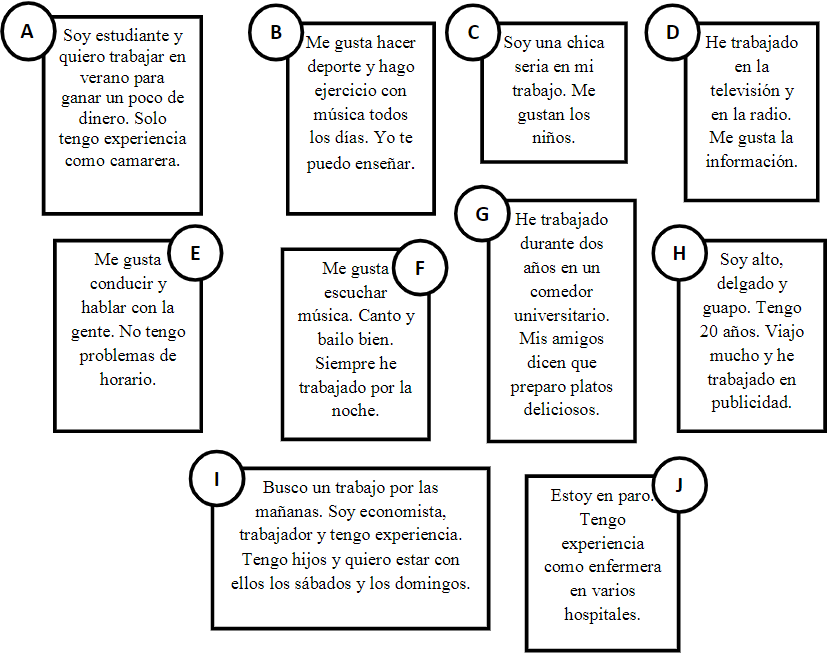 A
Soy estudiante y
quiero trabajar en
verano para
ganar un poco de
dinero. Solo
tengo experiencia
como camarera.
B
Me gusta hacer
deporte y hago
ejercicio con
música todos
los días. Yo te
puedo enseñar.
C
Soy una chica
seria en mi
trabajo. Me
gustan los
niños.
D
He trabajado
en la
televisión y
en la radio.
Me gusta la
información.
E
Me gusta
conducir y
hablar con la
gente. No tengo
problemas de
horario.
F
Me gusta
escuchar
música. Canto y
bailo bien.
Siempre he
trabajado por la
noche.
G
He trabajado
durante dos
años en un
comedor
universitario.
Mis amigos
dicen que
preparo platos
deliciosos.
H
Soy alto,
delgado y
guapo. Tengo
20 años. Viajo
mucho y he
trabajado en
publicidad.
I
Busco un trabajo por las
mañanas. Soy economista,
trabajador y tengo experiencia.
Tengo hijos y quiero estar con
ellos los sábados y los domingos.
J
Estoy en paro.
Tengo
experiencia
como enfermera
en varios
hospitales.